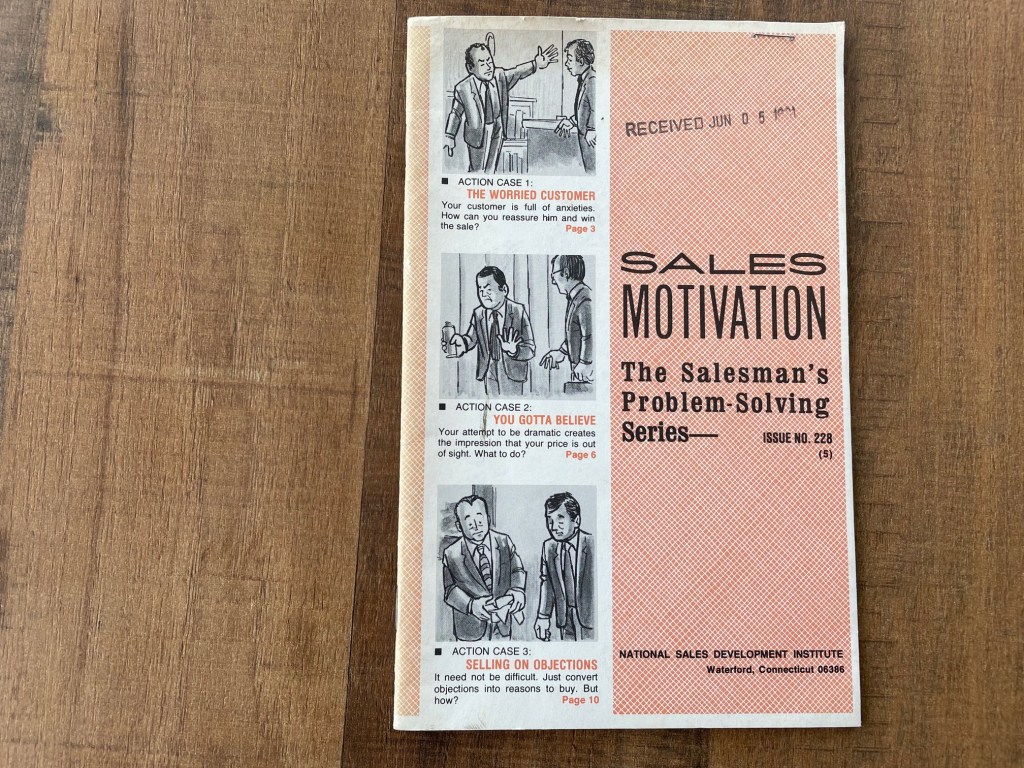 ■ ACTION CASE 1:
THE WORRIED CUSTOMER
Your customer is full of anxieties.
How can you reassure him and win
the sale? Page 3
■ ACTION CASE 2:
YOU GOTTA BELIEVE
Your attempt to be dramatic creates
the impression that your price is out
of sight. What to do? Page 6
■ ACTION CASE 3:
SELLING ON OBJECTIONS
It need not be difficult. Just convert
objections into reasons to buy. But
how? Page 10
RECEIVED JUN 05
SALES
MOTIVATION
The Salesman's
Problem-Solving
Series— ISSUE NO. 228
(5)
NATIONAL SALES DEVELOPMENT INSTITUTE
Waterford, Connecticut 06386